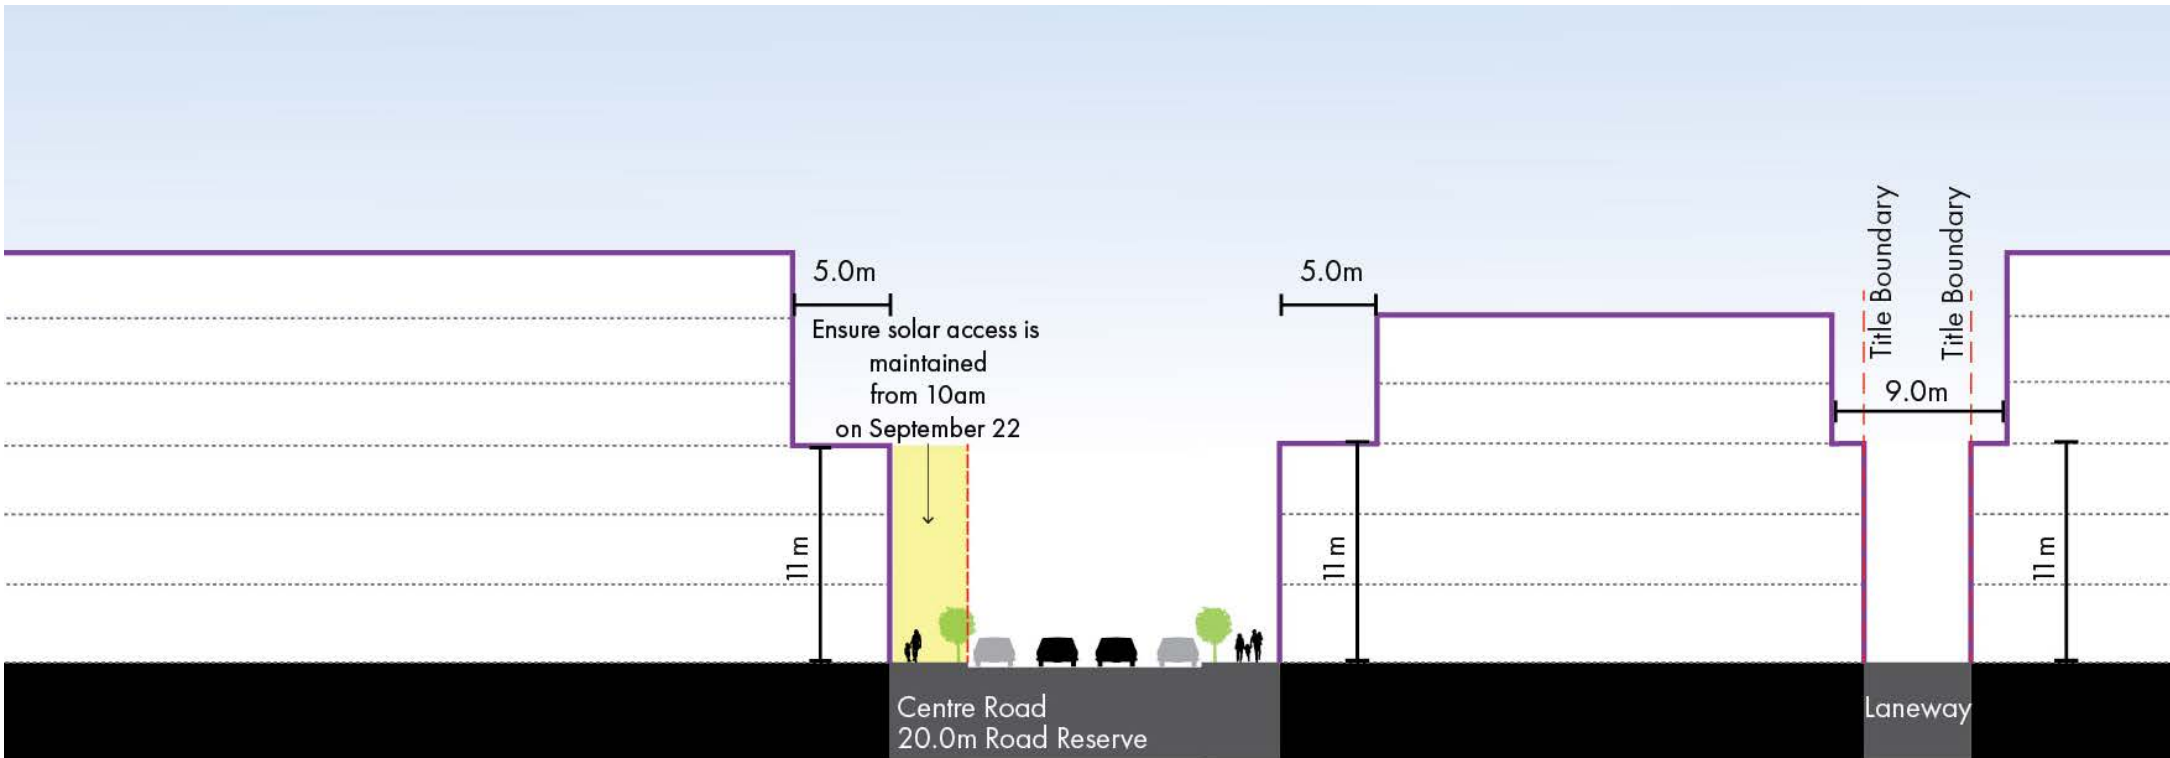 5.0m
Ensure solar access is
maintained
from 10am
on September 22
11 m
5.0m
11 m
Title Boundary
Title Boundary
9.0m
11 m
Centre Road
20.0m Road Reserve
Laneway